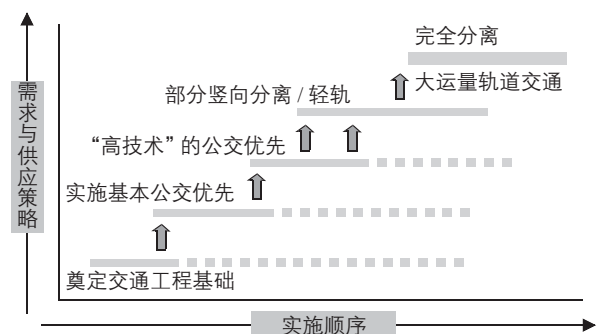 完全分离
大运量轨道交通
部分竖向分离/轻轨
“高技术”的公交优先
实施基本公交优先
奠定交通工程基础
需求与供应策略
实施顺序